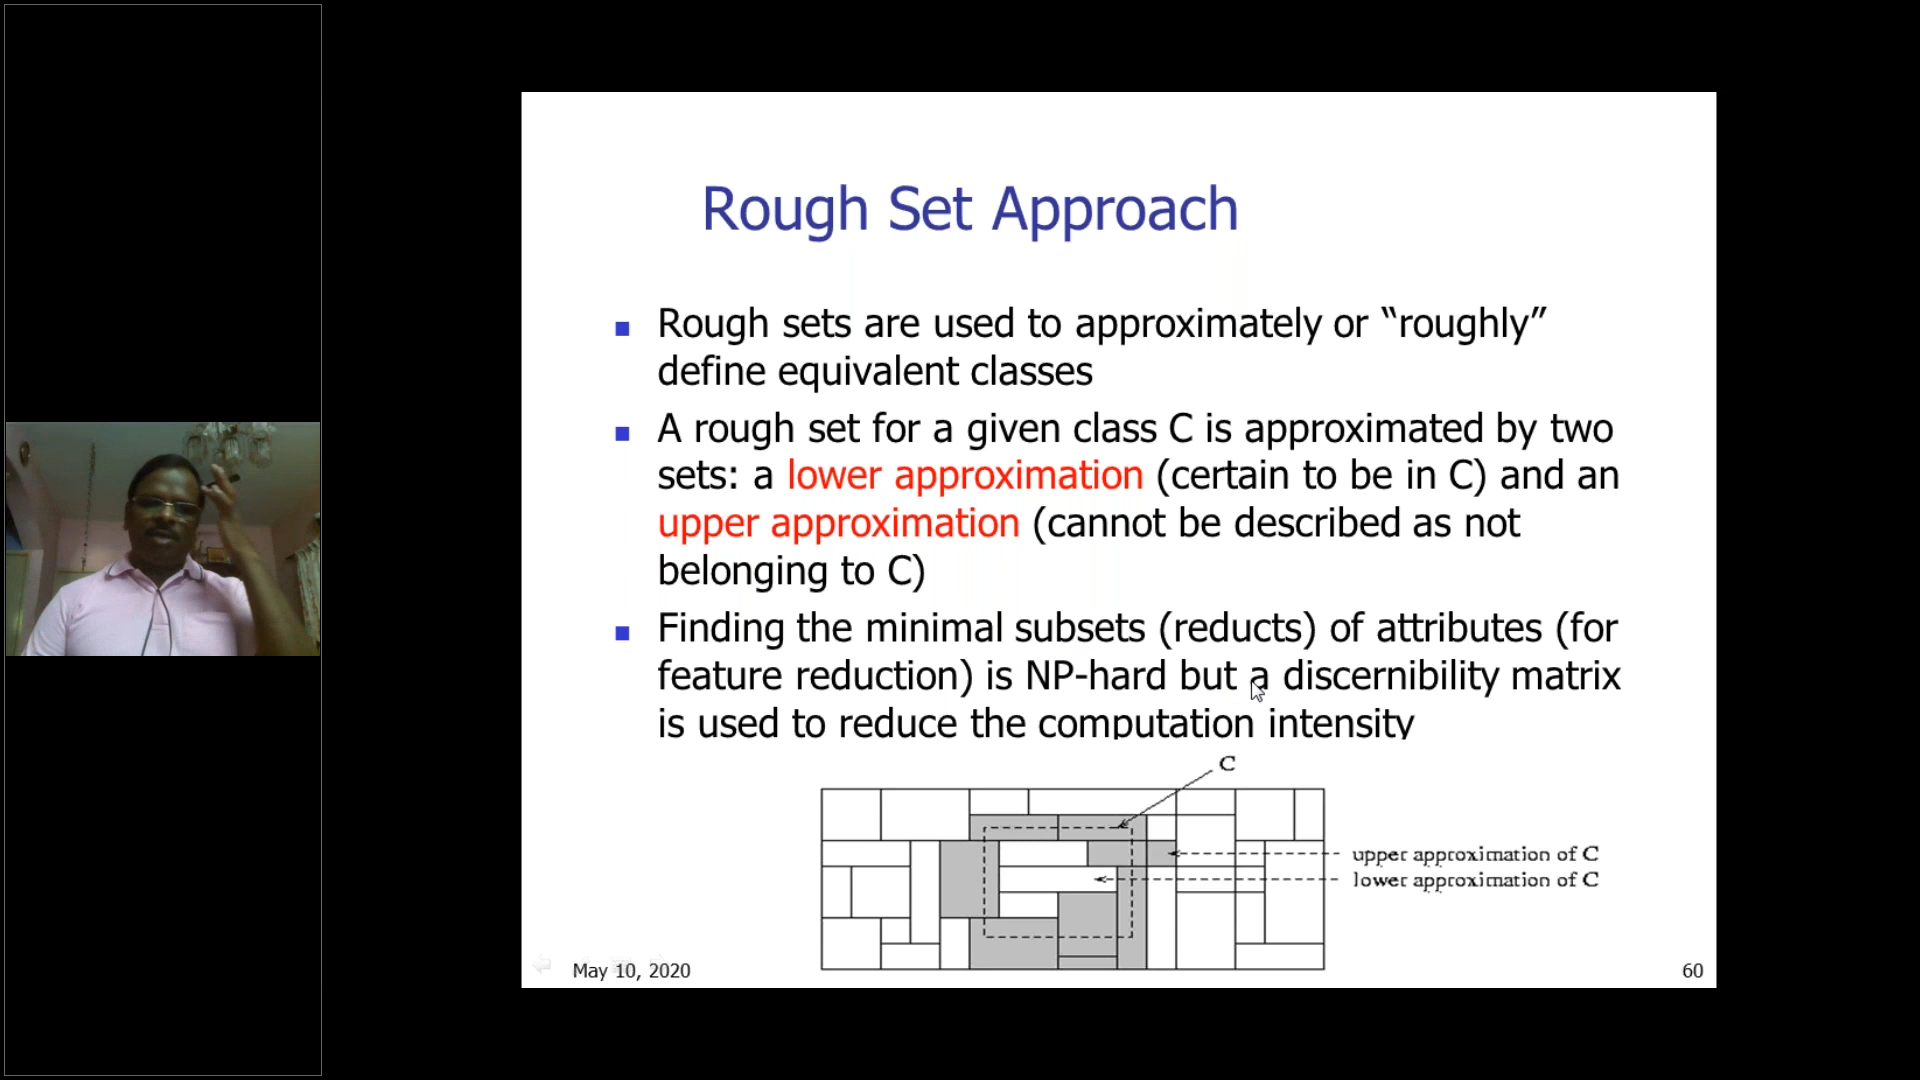 Rough Set Approach
Rough sets are used to approximately or “roughly”
define equivalent classes
A rough set for a given class C is approximated by two
sets: a lower approximation (certain to be in C) and an
upper approximation (cannot be described as not
belonging to C)
Finding the minimal subsets (reducts) of attributes (for
feature reduction) is NP-hard but a discernibility matrix
is used to reduce the computation intensity
C
upper approximation of C
lower approximation of C
May 10, 2020
60